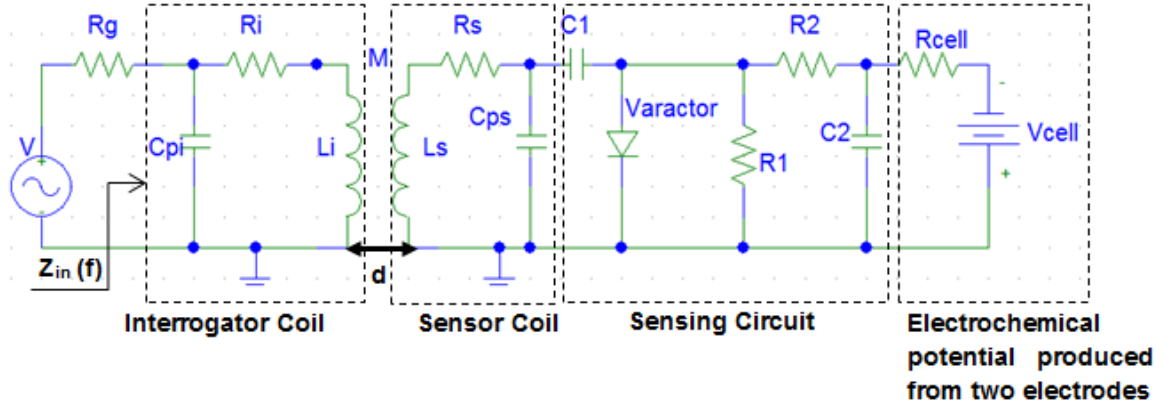 Rg
Ri
M
Rs
C1
R2
Rcell
V
+
-
Cpi
Li
Ls
Cps
Varactor
R1
C2
-
Vcell
+
Zin (f)
d
Interrogator Coil
Sensor Coil
Sensing Circuit
Electrochemical
potential produced
from two electrodes